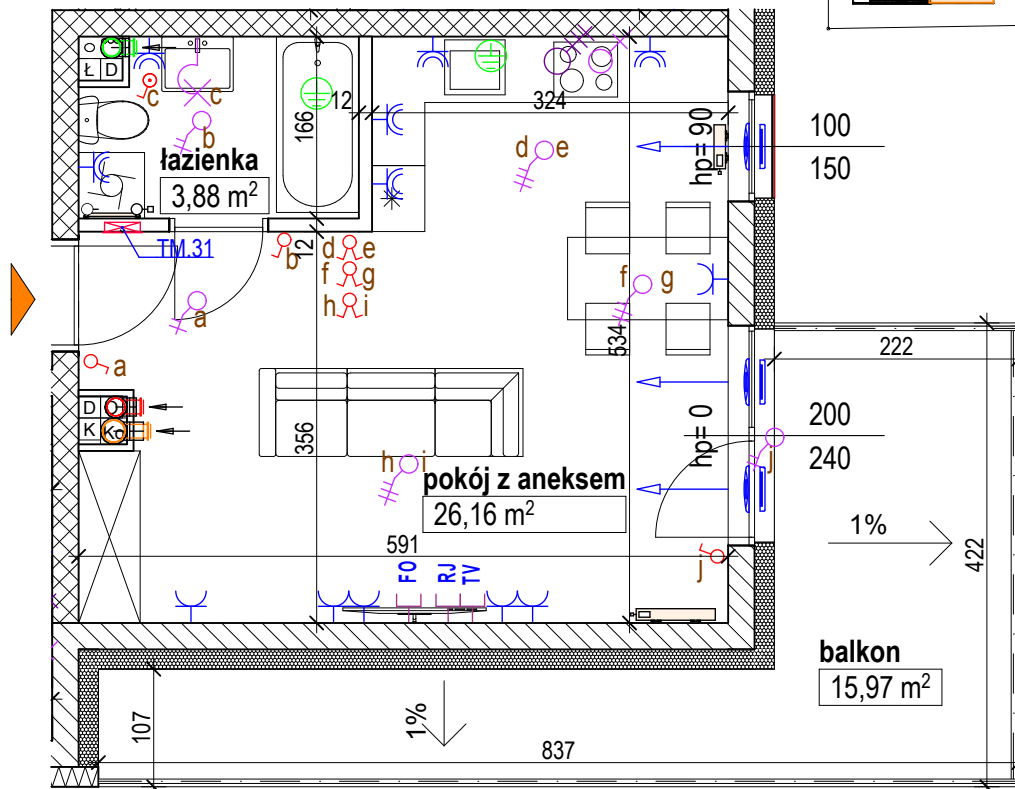 Ł D
c
c
b
12
166
324
d e
hp= 90
100
150
łazienka
3,88 m²
TM.31
b
12
d e
f g
h i
f g
a
534
a
222
D
K
K
356
h i
hp= 0
200
240
j
pokój z aneksem
26,16 m²
1%
591
422
FO
RJ
TV
j
balkon
15,97 m²
107
1%
837